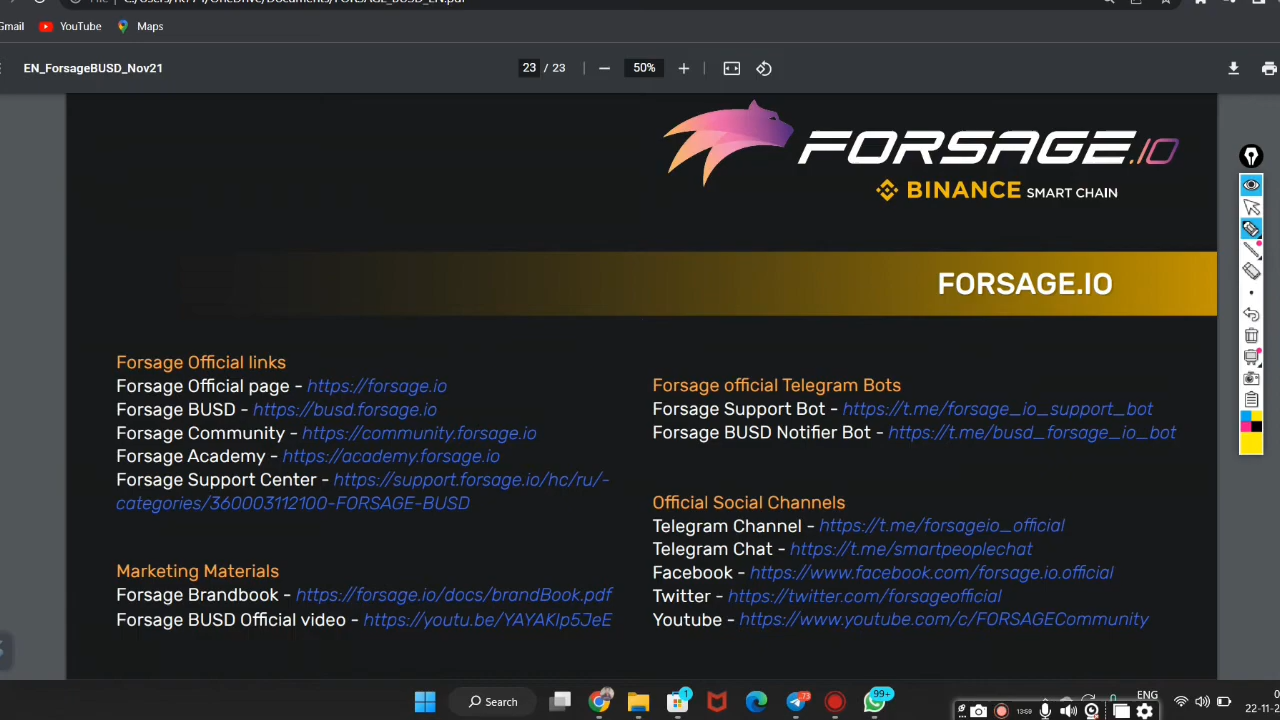 Gmail
YouTube
Maps
EN_ForsageBUSD_Nov21
23 / 23
50%
FORSAGE.IO
BINANCE SMART CHAIN
FORSAGE.IO
Forsage Official links
Forsage Official page - https://forsage.io
Forsage BUSD - https://busd.forsage.io
Forsage Community - https://community.forsage.io
Forsage Academy - https://academy.forsage.io
Forsage Support Center - https://support.forsage.io/hc/ru/-
categories/360003112100-FORSAGE-BUSD
Marketing Materials
Forsage Brandbook - https://forsage.io/docs/brandBook.pdf
Forsage BUSD Official video - https://youtu.be/YAYAKlp5JeE
Forsage official Telegram Bots
Forsage Support Bot - https://t.me/forsage_io_support_bot
Forsage BUSD Notifier Bot - https://t.me/busd_forsage_io_bot
Official Social Channels
Telegram Channel - https://t.me/forsageio_official
Telegram Chat - https://t.me/smartpeoplechat
Facebook - https://www.facebook.com/forsage.io.official
Twitter - https://twitter.com/forsageofficial
Youtube - https://www.youtube.com/c/FORSAGECommunity
Search
1
73
99+
ENG
22-11-2